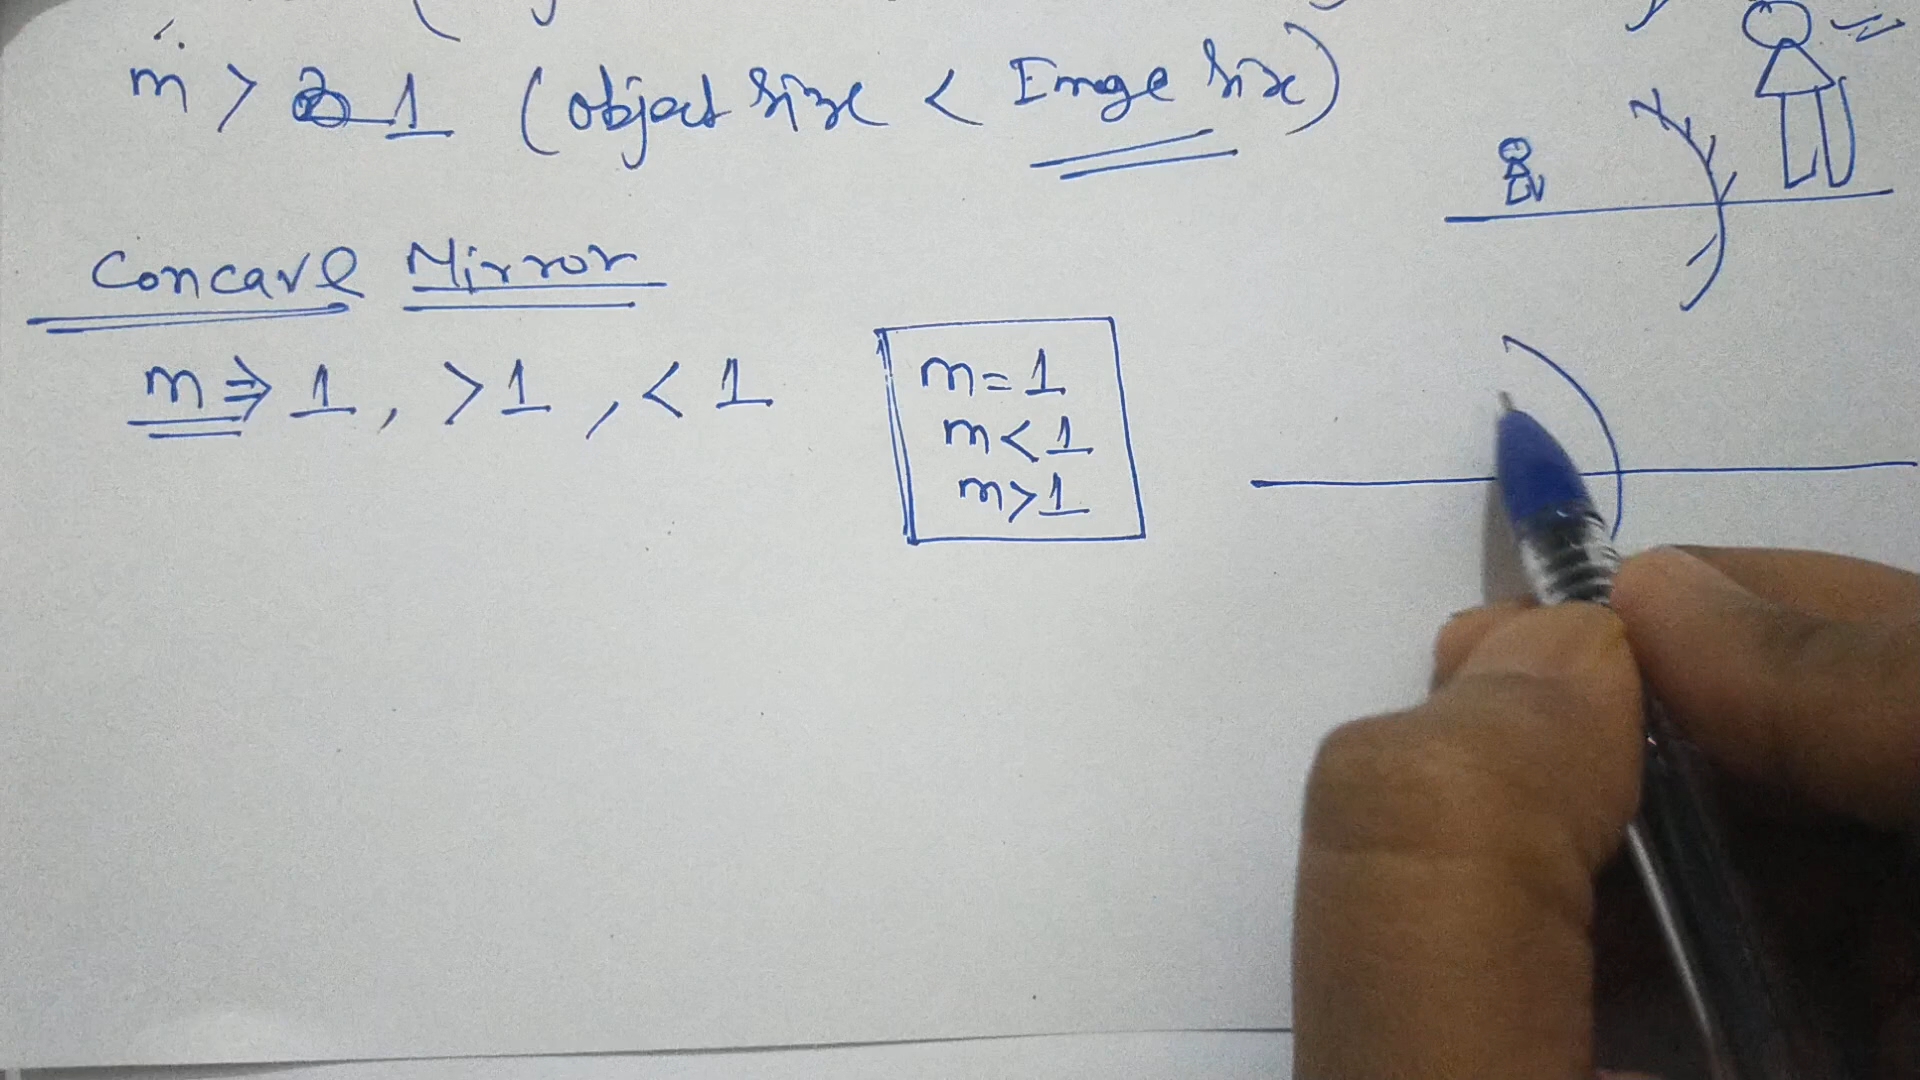 m > 1 (object size < Image size)
Concave Mirror
m ⇒ 1, >1, < 1
m=1
m<1
m>1